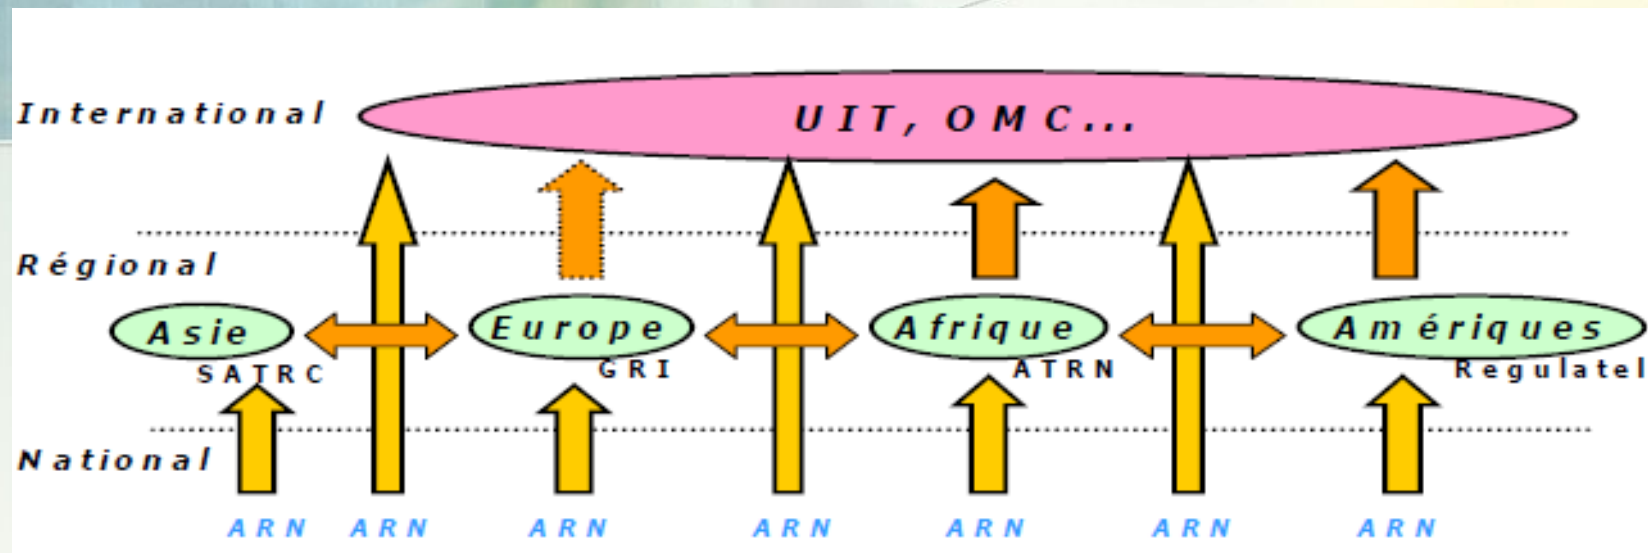 International
UIT, OMC...
Régional
Asie
Europe
Afrique
Amériques
SATRC
GRI
ATRN
Regulatel
National
ARN ARN ARN ARN ARN ARN ARN